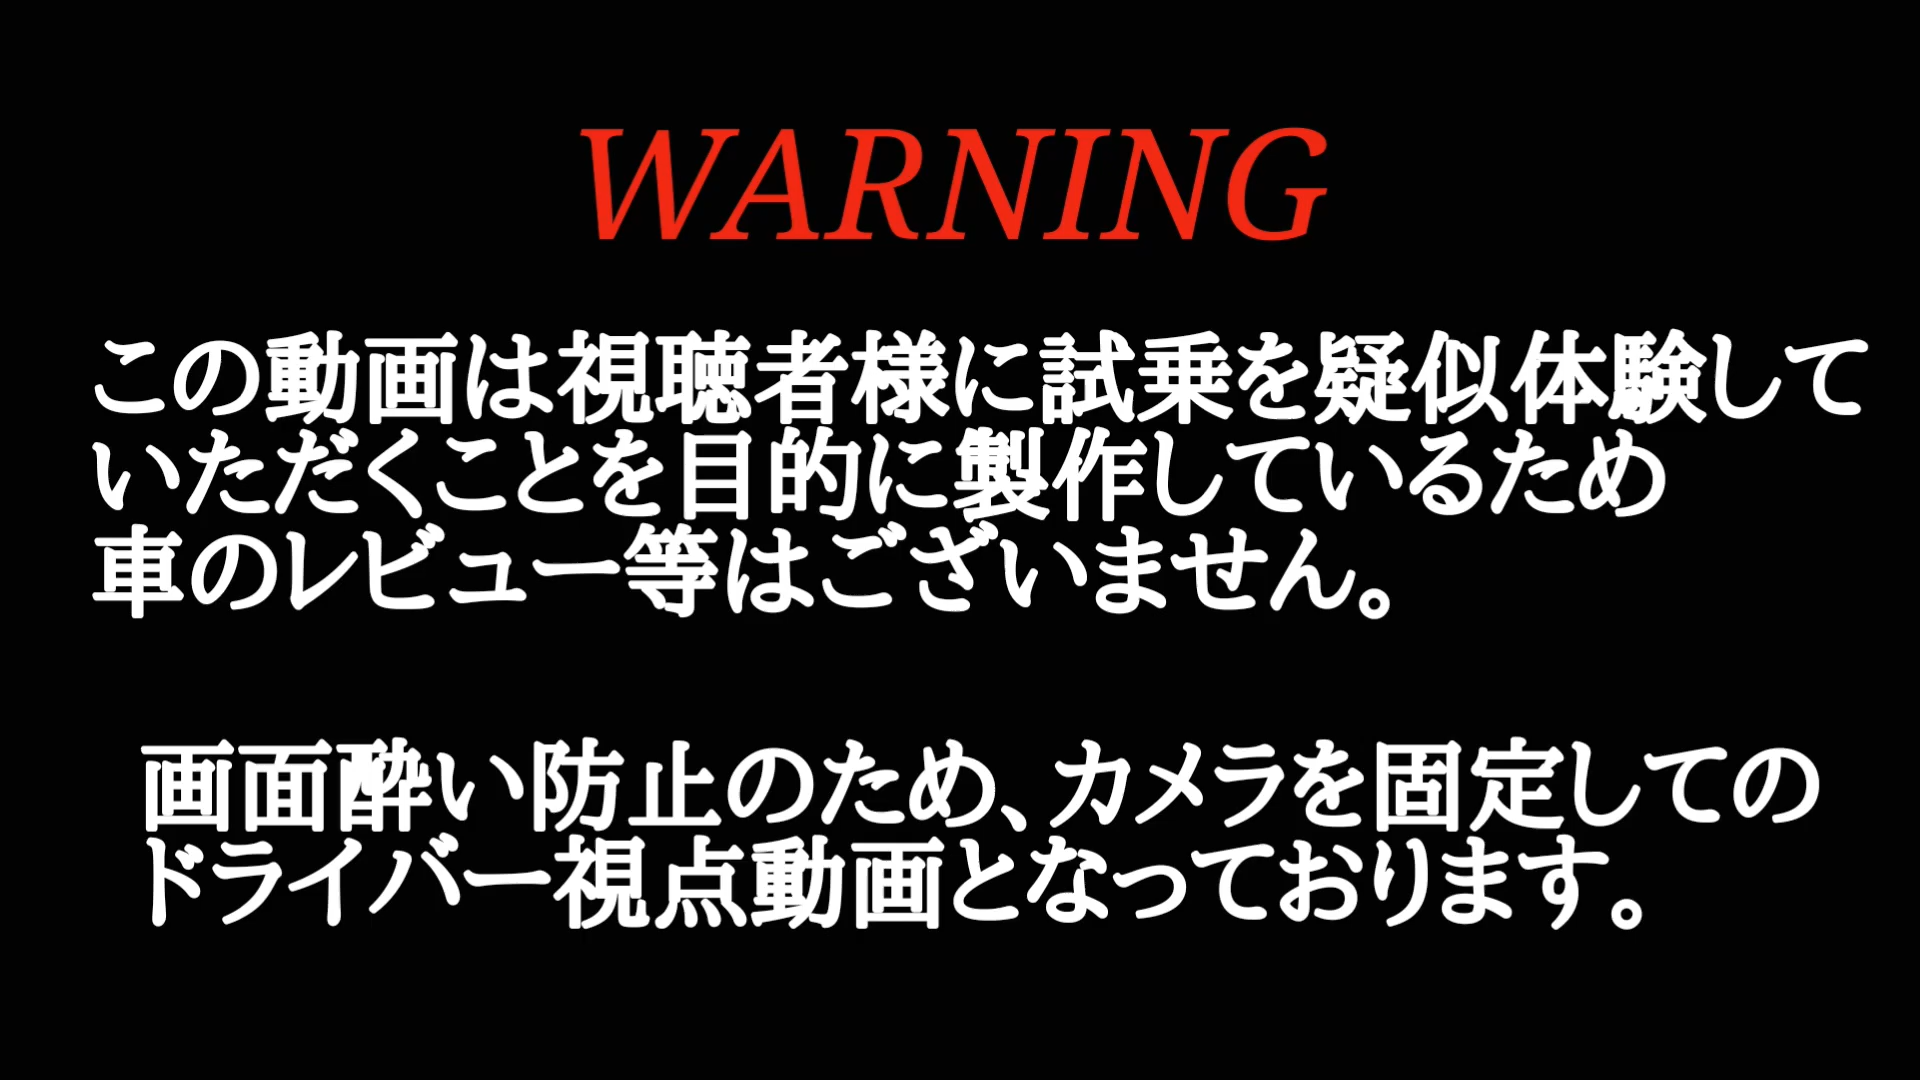 WARNING
この動画は視聴者様に試乗を疑似体験して
いただくことを目的に製作しているため
車のレビュー等はございません。
画面酔い防止のため、カメラを固定しての
ドライバー視点動画となっております。